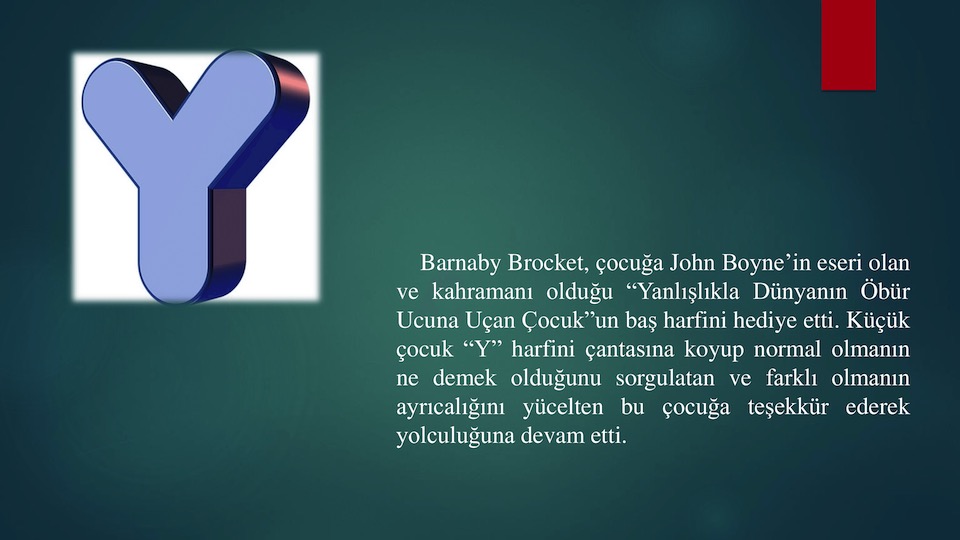 Y
Barnaby Brocket, çocuğa John Boyne’in eseri olan
ve kahramanı olduğu “Yanlışlıkla Dünyanın Öbür
Ucuna Uçan Çocuk”un baş harfini hediye etti. Küçük
çocuk “Y” harfini çantasına koyup normal olmanın
ne demek olduğunu sorgulatan ve farklı olmanın
ayrıcalığını yücelten bu çocuğa teşekkür ederek
yolculuğuna devam etti.